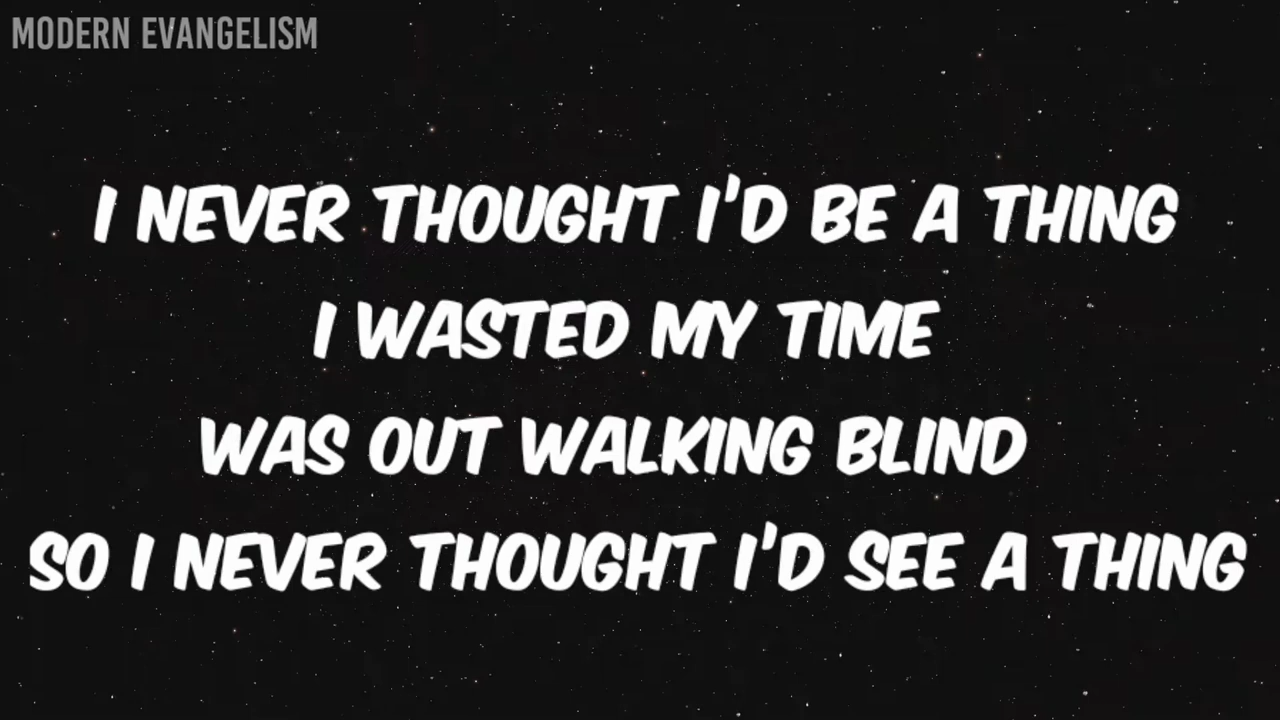 MODERN EVANGELISM
I NEVER THOUGHT I'D BE A THING
I WASTED MY TIME
WAS OUT WALKING BLIND
SO I NEVER THOUGHT I'D SEE A THING